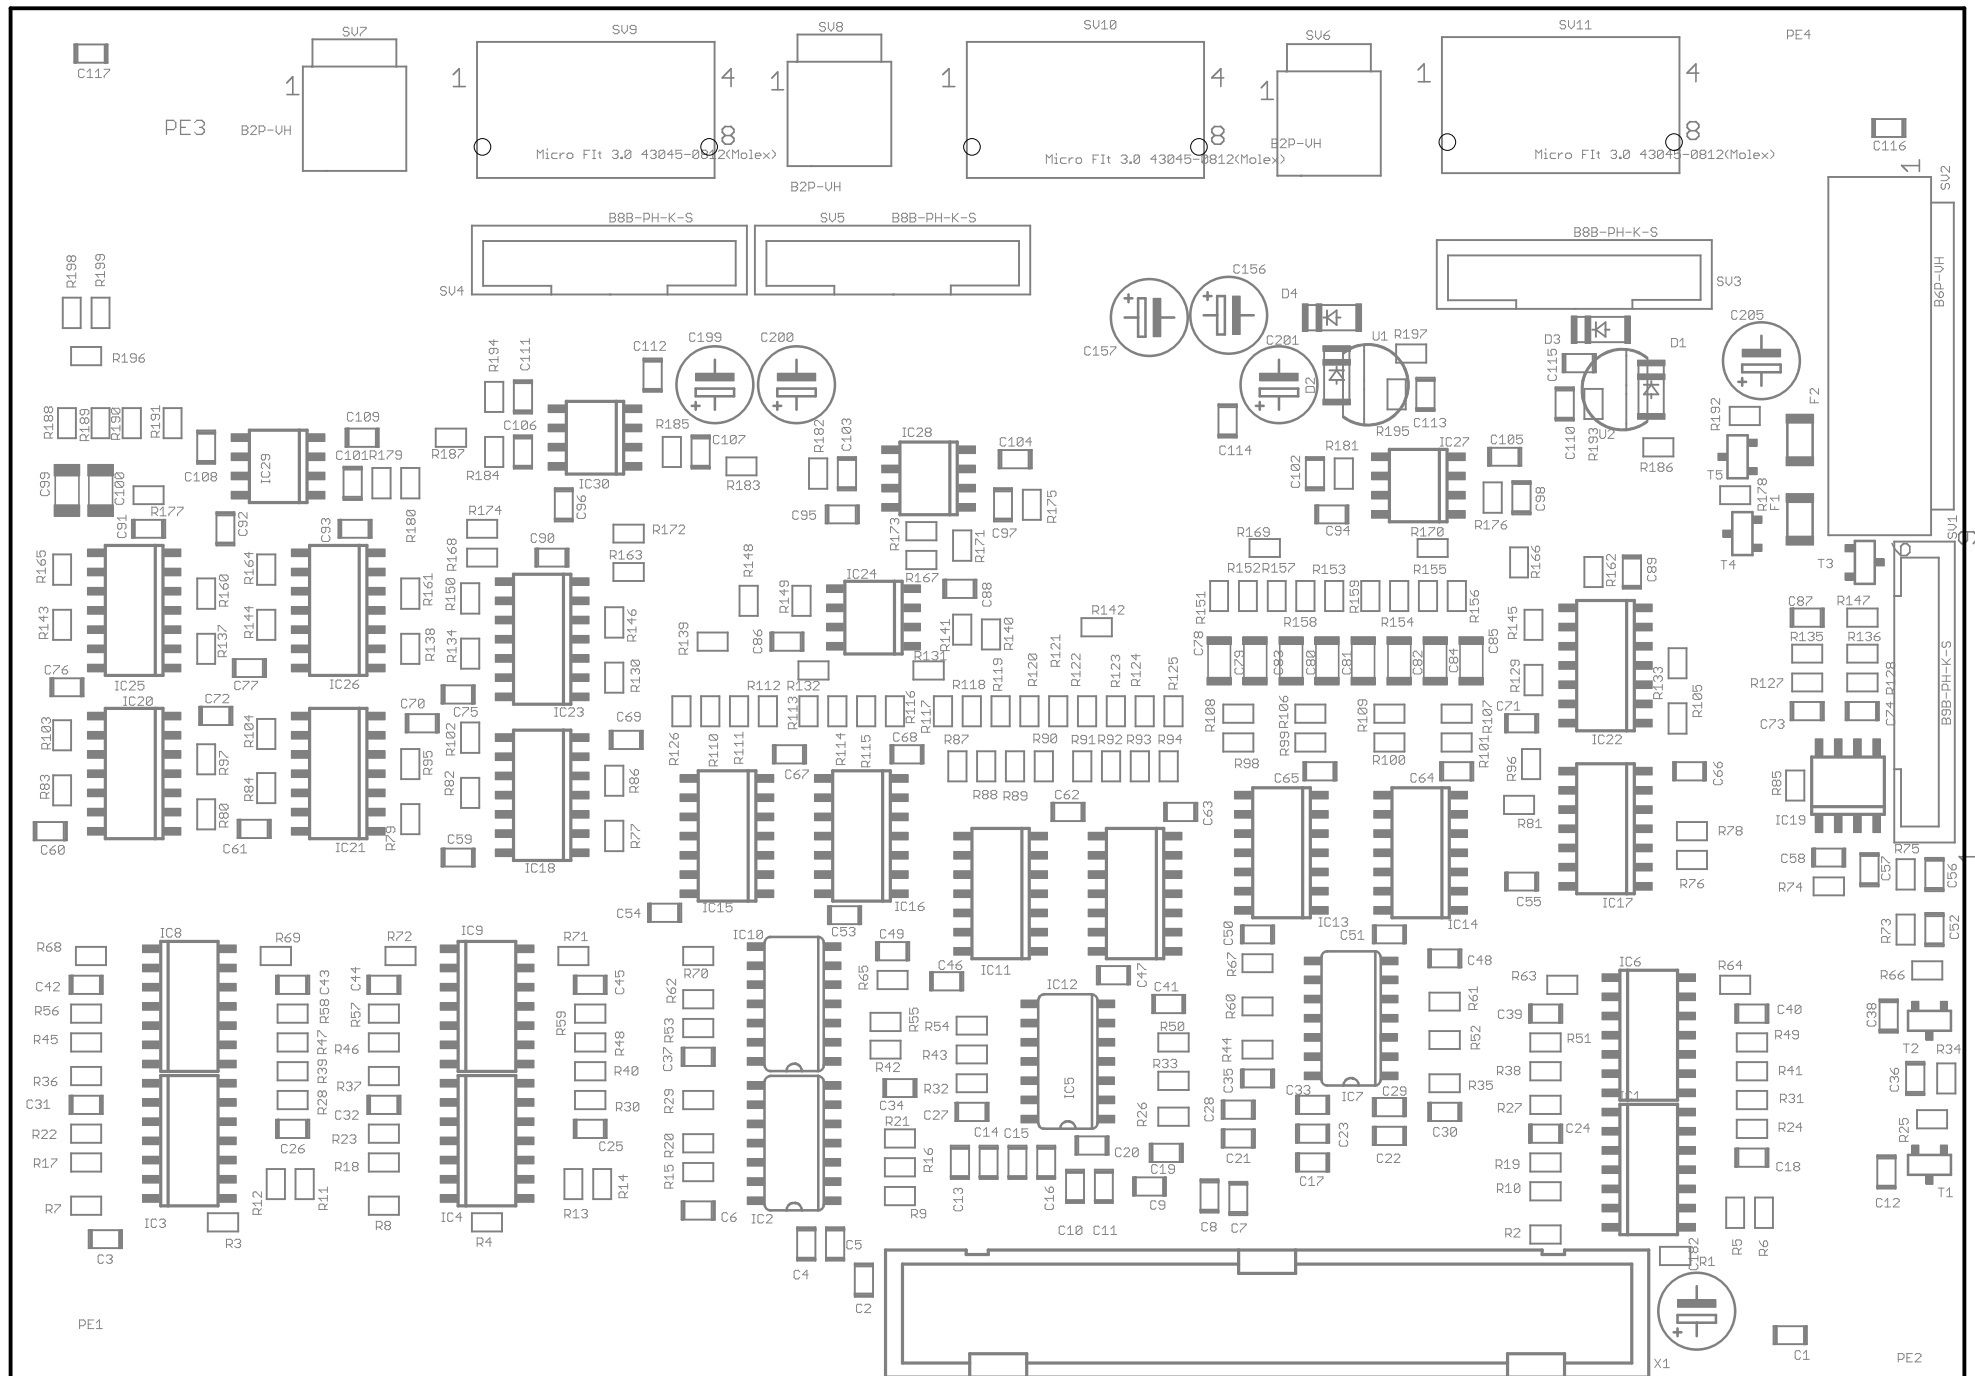 SV7
SV9
SV8
SV10
SV6
SV11
PE4
C117
1
1
4
1
1
4
1
1
4
C116
PE3
B2P-VH
8
8
B2P-VH
8
Micro FIt 3.0 43045-0812(Molex)
Micro FIt 3.0 43045-0812(Molex)
Micro FIt 3.0 43045-0812(Molex)
B2P-VH
1
SV2
B8B-PH-K-S
SV5
B8B-PH-K-S
B8B-PH-K-S
R198
R199
SV4
C156
D4
SV3
B6P-VH
R196
R194
C111
C112
C199
C200
C157
C201
D2
U1
R197
D3
C115
D1
C205
R188
R189
R190
R191
C109
R187
C106
R184
R185
C107
R182
C103
IC28
C104
C114
R181
R195
C113
IC27
C105
C110
R193
U2
R186
R192
F2
C99
C100
R177
C108
IC29
C101
R179
IC30
R183
C102
T5
R178
F1
C91
C92
C93
R180
R174
C96
R172
C95
R173
R171
C97
R175
C94
R170
R176
C98
SV1
6
R165
R164
R168
C90
R163
R148
R149
IC24
R167
C88
R169
R166
R162
C89
T4
T3
R143
R160
R144
R161
R150
R146
R139
C86
R141
R140
R142
R151
R152
R157
R153
R159
R155
R156
R158
R154
R145
C87
R147
R137
R138
R134
R130
R132
R131
R119
R120
R121
R122
R123
R124
R125
C78
C79
C83
C80
C81
C82
C84
C85
R129
R133
R135
R136
C76
IC25
C77
IC26
C75
IC23
R112
R113
R116
R117
R118
R127
R128
IC20
C72
C70
C69
R108
R106
R109
R107
C71
R105
C73
C74
B9B-PH-K-S
R103
R97
R104
R95
R102
R126
R110
R111
C67
R114
R115
C68
R87
R90
R91
R92
R93
R94
R98
R99
R100
R101
IC22
R83
R80
R84
R82
R86
R88
R89
C62
C63
C65
C64
R96
R81
C66
R85
IC19
C60
C61
IC21
R79
C59
IC18
R77
R78
R76
C58
R75
C57
C56
1
R74
C54
IC15
C53
IC16
IC11
IC13
IC14
C55
IC17
R73
C52
R68
IC8
R69
R72
IC9
R71
R70
IC10
C49
R65
C46
C47
C50
R67
C51
C48
R63
IC6
R64
R66
C42
C43
C44
C45
R62
IC12
C41
R60
R61
C39
C40
C38
R56
R58
R57
R59
R53
R55
R54
R50
R52
R51
R49
T2
R34
R45
R47
R46
R48
C37
R42
R43
R33
R44
R36
R39
R37
R40
R32
IC5
C35
R35
R38
R41
C36
C31
R28
C32
R30
R29
C34
C27
R26
C28
C33
IC7
C29
R27
IC1
R31
R22
C26
R23
C25
R20
R21
C14
C15
C20
C21
C23
C22
C30
C24
R24
R25
R17
R18
R15
R16
C19
C17
R19
C18
R7
R12
R11
R8
R13
R14
C6
R9
C13
C16
C9
C8
C7
R10
C12
T1
IC3
R3
IC4
R4
IC2
C10
C11
R2
R5
R6
C3
C4
C5
C182
R1
C2
PE1
X1
C1
PE2